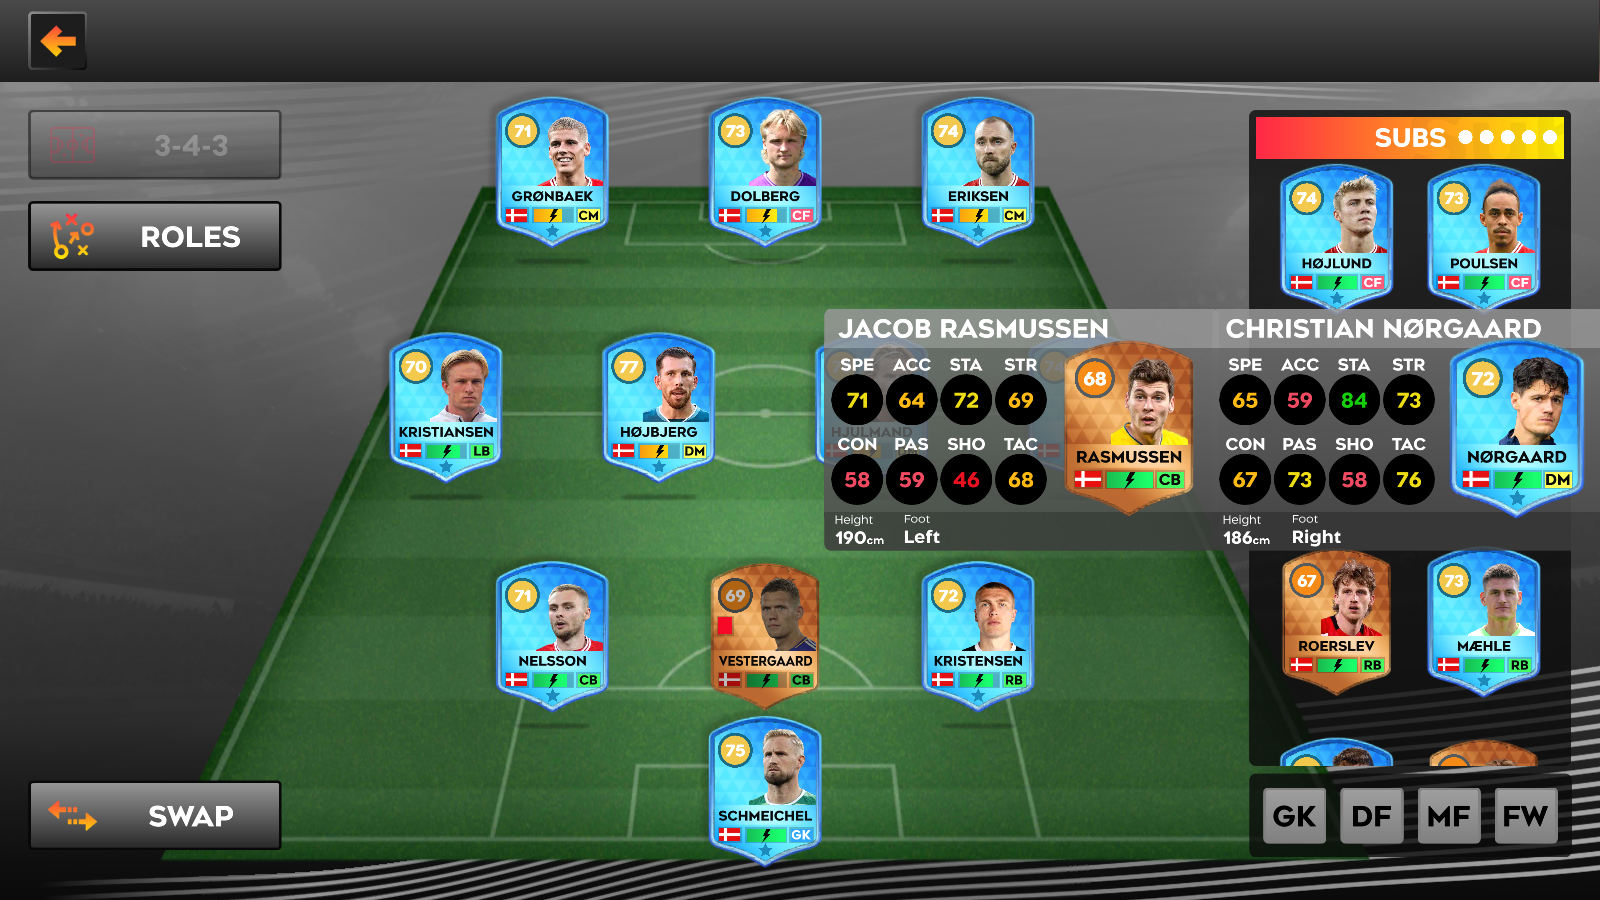 3-4-3
ROLES
SWAP
71
GRØNBAEK
CM
73
DOLBERG
CF
74
ERIKSEN
CM
SUBS
74
HØJLUND
CF
73
POULSEN
CF
70
KRISTIANSEN
LB
77
HØJBJERG
DM
HJULMAND
JACOB RASMUSSEN
SPE ACC STA STR
71 64 72 69
CON PAS SHO TAC
58 59 46 68
Height Foot
190cm Left
68
RASMUSSEN
CB
CHRISTIAN NØRGAARD
SPE ACC STA STR
65 59 84 73
CON PAS SHO TAC
67 73 58 76
Height Foot
186cm Right
72
NØRGAARD
DM
71
NELSSON
CB
69
VESTERGAARD
CB
72
KRISTENSEN
RB
67
ROERSLEV
RB
73
MÆHLE
RB
75
SCHMEICHEL
GK
GK DF MF FW